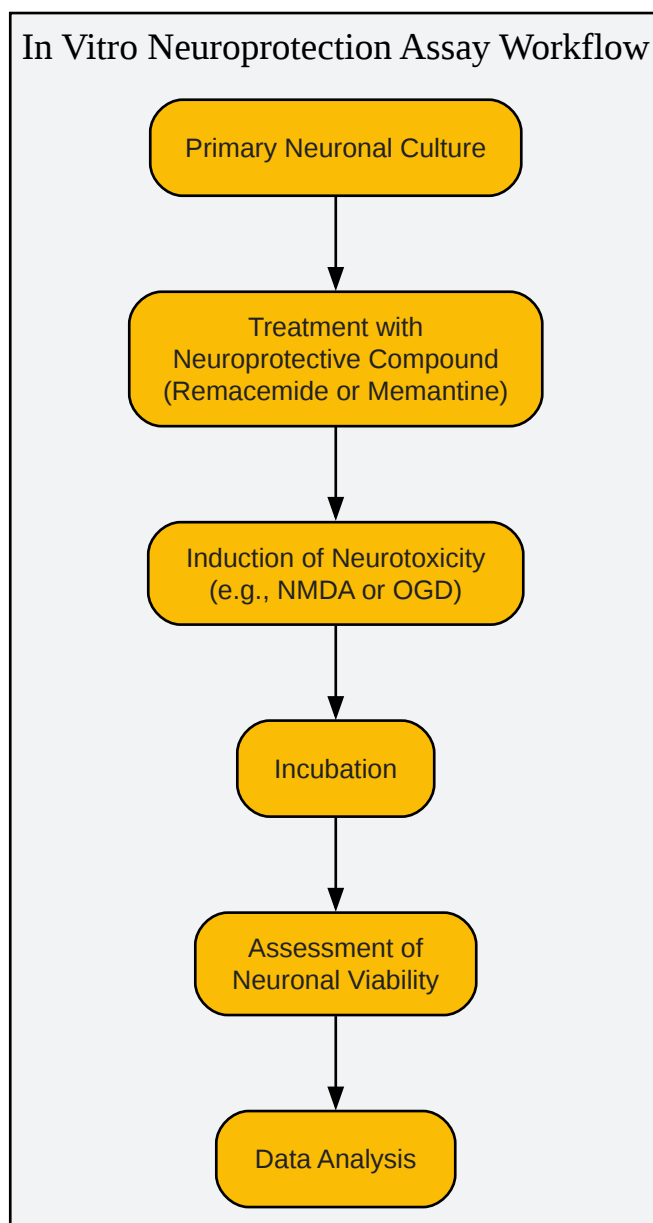 In Vitro Neuroprotection Assay Workflow
Primary Neuronal Culture
Treatment with
Neuroprotective Compound
(Remacemide or Memantine)
Induction of Neurotoxicity
(e.g., NMDA or OGD)
Incubation
Assessment of
Neuronal Viability
Data Analysis